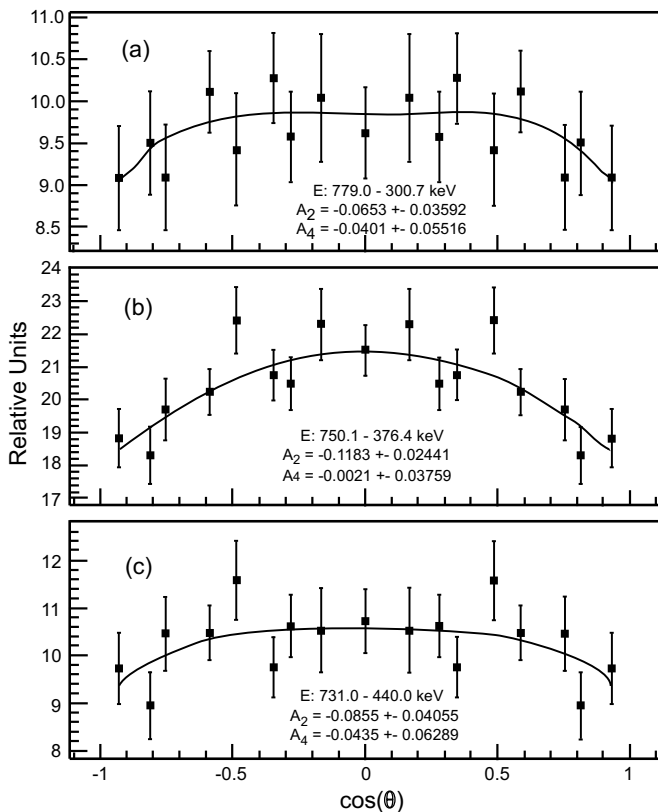 11.0
(a)
10.5
10.0
9.5
9.0
8.5
E: 779.0 - 300.7 keV
A2 = -0.0653 +- 0.03592
A4 = -0.0401 +- 0.05516
24
(b)
23
22
21
20
19
18
17
E: 750.1 - 376.4 keV
A2 = -0.1183 +- 0.02441
A4 = -0.0021 +- 0.03759
Relative Units
12
(c)
11
10
9
8
E: 731.0 - 440.0 keV
A2 = -0.0855 +- 0.04055
A4 = -0.0435 +- 0.06289
-1 -0.5 0 0.5 1
cos(θ)